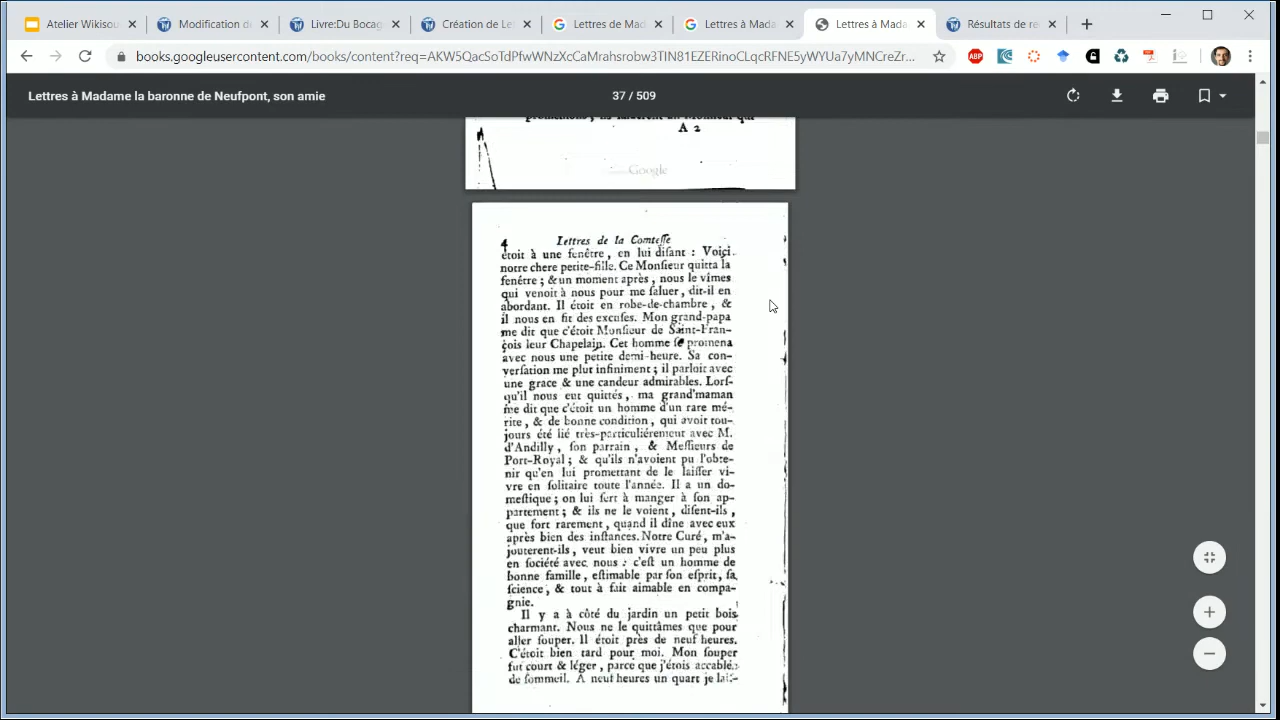 Atelier Wikisou
Modification d
Livre:Du Bocag
Création de Le
Lettres de Mad
Lettres à Mada
Lettres à Mada
Résultats de re
books.googleusercontent.com/books/content?req=
Lettres à Madame la baronne de Neufpont, son amie
37 / 509
A 2
Google
4 Lettres de la Comteſſe
étoit à une fenêtre, en lui diſant : Voici
notre chere petite-fille. Ce Monſieur quitta la
fenêtre ; & un moment après, nous le vîmes
qui venoit à nous pour me ſaluer, dit-il en
abordant. Il étoit en robe-de-chambre, &
il nous en fit des excuſes. Mon grand-papa
me dit que c'étoit Monſieur de Saint-Fran-
çois leur Chapelain. Cet homme ſe promena
avec nous une petite demi-heure. Sa con-
verſation me plut infiniment ; il parloit avec
une grace & une candeur admirables. Lorſ-
qu'il nous eut quittés, ma grand'maman
me dit que c'étoit un homme d'un rare mé-
rite, & de bonne condition, qui avoit tou-
jours été lié très-particuliérement avec M.
d'Andilly, ſon parrain, & Meſſieurs de
Port-Royal ; & qu'ils n'avoient pu l'obte-
nir qu'en lui promettant de le laiſſer vi-
vre en ſolitaire toute l'année. Il a un do-
meſtique ; on lui ſert à manger à ſon ap-
partement ; & ils ne le voient, diſent-ils,
que fort rarement, quand il dîne avec eux
après bien des inſtances. Notre Curé, m'a-
jouterent-ils, veut bien vivre un peu plus
en ſociété avec nous : c'eſt un homme de
bonne famille, eſtimable par ſon eſprit, ſa
ſcience, & tout à fait aimable en compa-
gnie.
Il y a à côté du jardin un petit bois
charmant. Nous ne le quittâmes que pour
aller ſouper. Il étoit près de neuf heures.
C'étoit bien tard pour moi. Mon ſouper
fut court & léger, parce que j'étois accablée
de ſommeil. A neuf heures un quart je laiſ-